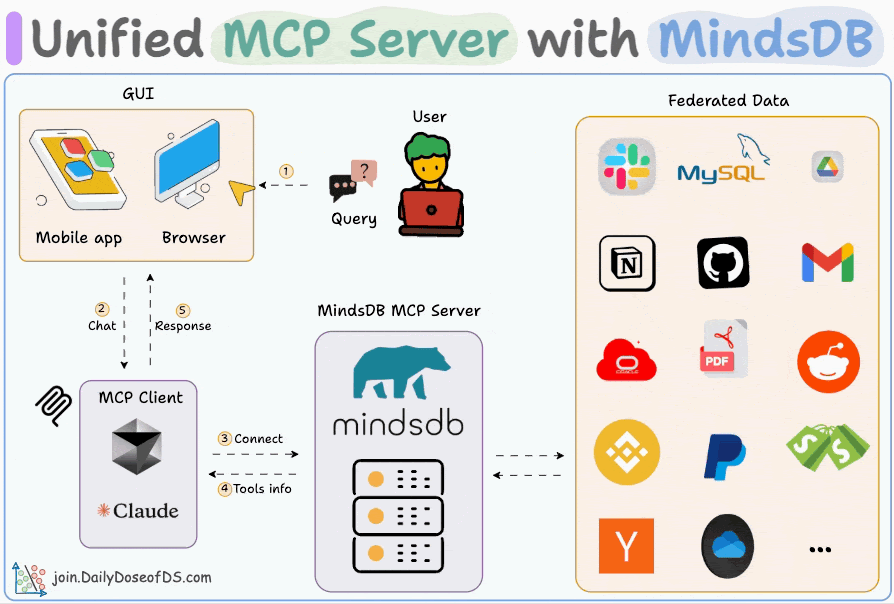 Unified MCP Server with MindsDB
GUI
User
Federated Data
1
?
MySQL
Query
Mobile app
Browser
N
2
Chat
5
Response
MindsDB MCP Server
ORACLE
PDF
MCP Client
mindsdb
3 Connect
4 Tools info
Claude
$ $
Y
...
join.DailyDoseofDS.com